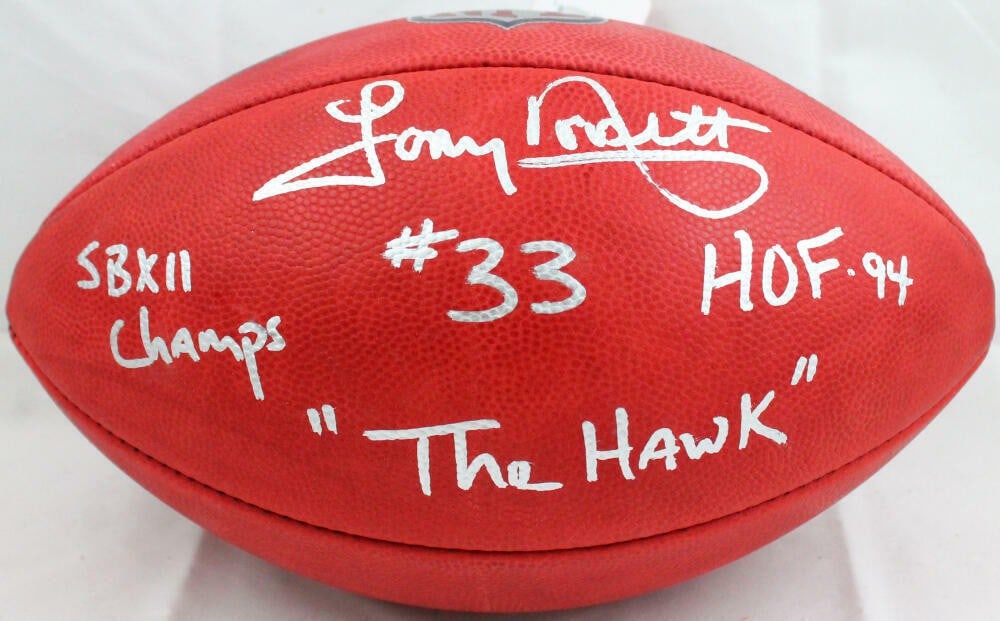 Tony Dorsett
#33
HOF. 94
SBXII
Champs
"The HAWK"